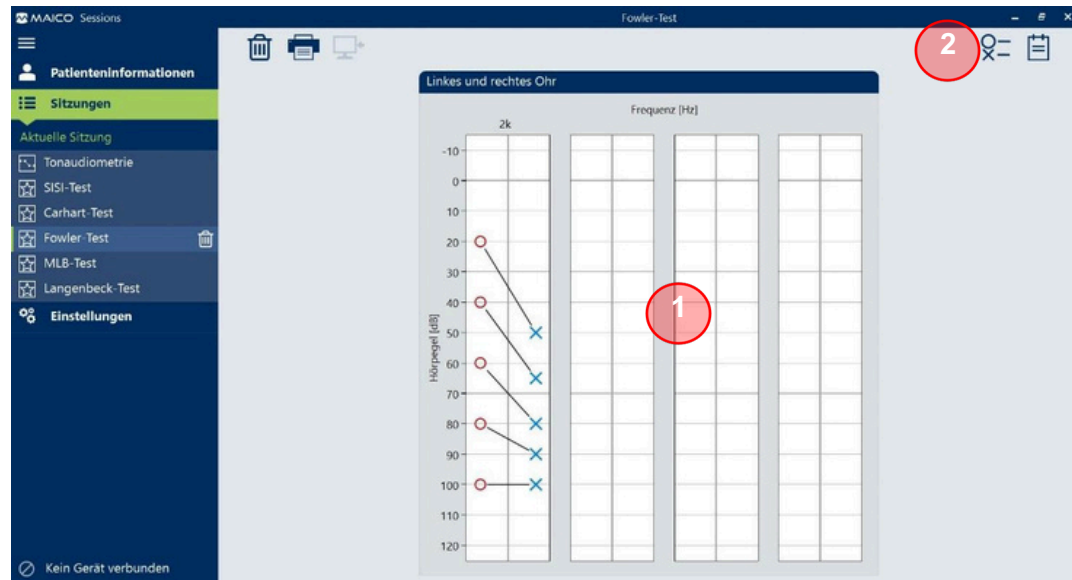 MAICO Sessions
Fowler-Test
Patienteninformationen
Sitzungen
Aktuelle Sitzung
Tonaudiometrie
SISI-Test
Carhart-Test
Fowler-Test
MLB-Test
Langenbeck-Test
Einstellungen
Kein Gerät verbunden
2
Linkes und rechtes Ohr
Frequenz [Hz]
2k
Hörpegel [dB]
-10
0
10
20
30
40
50
60
70
80
90
100
110
120
1